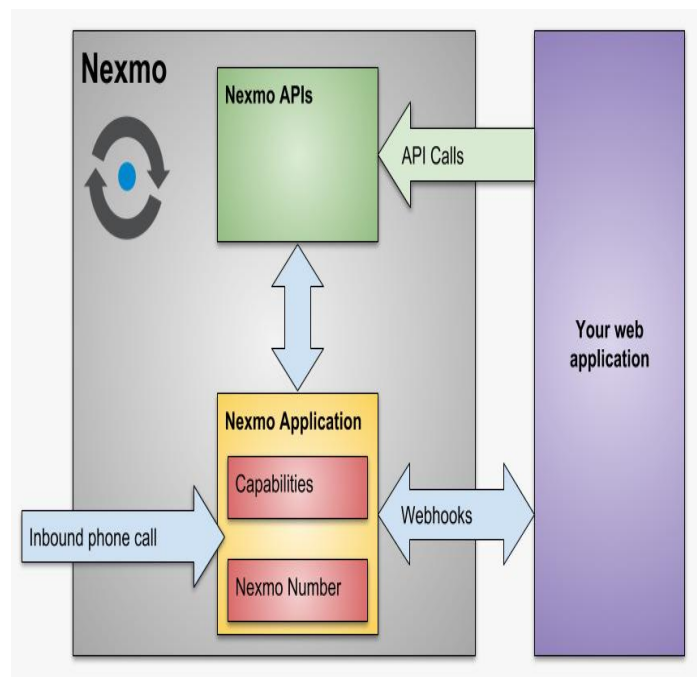 Nexmo
Nexmo APIs
API Calls
Your web
application
Nexmo Application
Capabilities
Webhooks
Inbound phone call
Nexmo Number